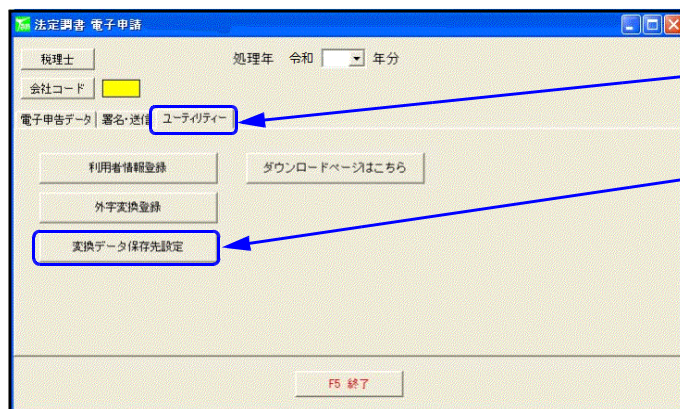 法定調書 電子申請
税理士 処理年 令和 年分
会社コード
電子申告データ 署名・送信 ユーティリティー
利用者情報登録 ダウンロードページはこちら
外字変換登録
変換データ保存先設定
F5 終了